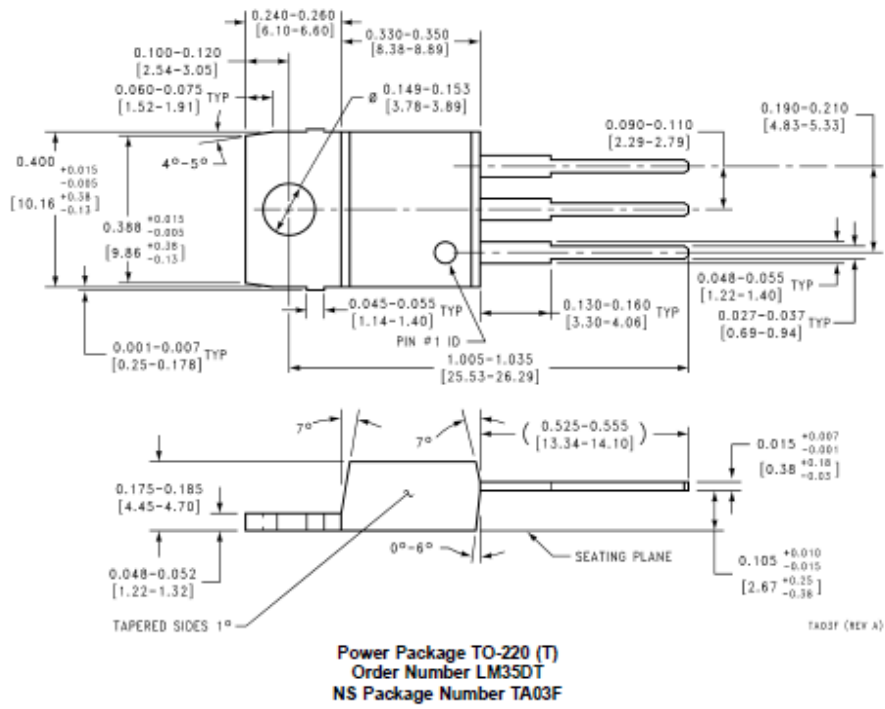 0.240-0.260
[6.10-6.60]
0.330-0.350
[8.38-8.89]
0.100-0.120
[2.54-3.05]
0.060-0.075 TYP
[1.52-1.91]
Ø 0.149-0.153
[3.78-3.89]
0.190-0.210
[4.83-5.33]
0.090-0.110
[2.29-2.79]
4°-5°
0.400 +0.015 -0.005
[10.16 +0.38 -0.13]
0.388 +0.015 -0.005
[9.86 +0.38 -0.13]
0.045-0.055 TYP
[1.14-1.40]
PIN #1 ID
0.130-0.160 TYP
[3.30-4.06]
0.048-0.055 TYP
[1.22-1.40]
0.027-0.037 TYP
[0.69-0.94]
0.001-0.007 TYP
[0.25-0.178]
1.005-1.035
[25.53-26.29]
7°
7°
( 0.525-0.555 )
[13.34-14.10]
0.015 +0.007 -0.001
[0.38 +0.18 -0.03]
0.175-0.185
[4.45-4.70]
0.048-0.052
[1.22-1.32]
0°-6°
SEATING PLANE
0.105 +0.010 -0.015
[2.67 +0.25 -0.38]
TAPERED SIDES 1°
TA03F (REV A)
Power Package TO-220 (T)
Order Number LM35DT
NS Package Number TA03F